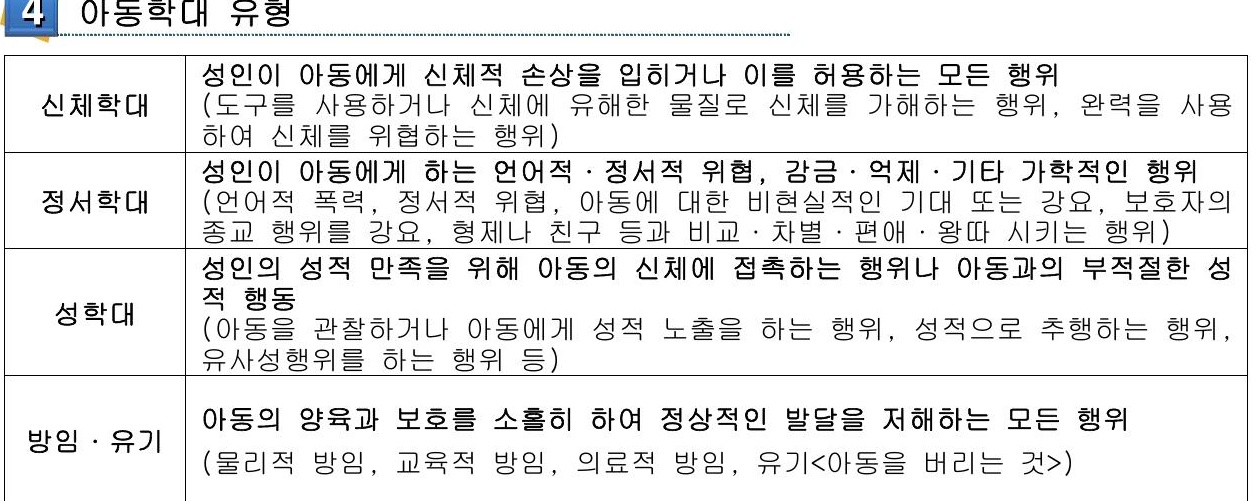 4 아동학대 유형
신체학대
성인이 아동에게 신체적 손상을 입히거나 이를 허용하는 모든 행위
(도구를 사용하거나 신체에 유해한 물질로 신체를 가해하는 행위, 완력을 사용
하여 신체를 위협하는 행위)
정서학대
성인이 아동에게 하는 언어적·정서적 위협, 감금·억제·기타 가학적인 행위
(언어적 폭력, 정서적 위협, 아동에 대한 비현실적인 기대 또는 강요, 보호자의
종교 행위를 강요, 형제나 친구 등과 비교·차별·편애·왕따 시키는 행위)
성학대
성인의 성적 만족을 위해 아동의 신체에 접촉하는 행위나 아동과의 부적절한 성
적 행동
(아동을 관찰하거나 아동에게 성적 노출을 하는 행위, 성적으로 추행하는 행위,
유사성행위를 하는 행위 등)
방임·유기
아동의 양육과 보호를 소홀히 하여 정상적인 발달을 저해하는 모든 행위
(물리적 방임, 교육적 방임, 의료적 방임, 유기<아동을 버리는 것>)